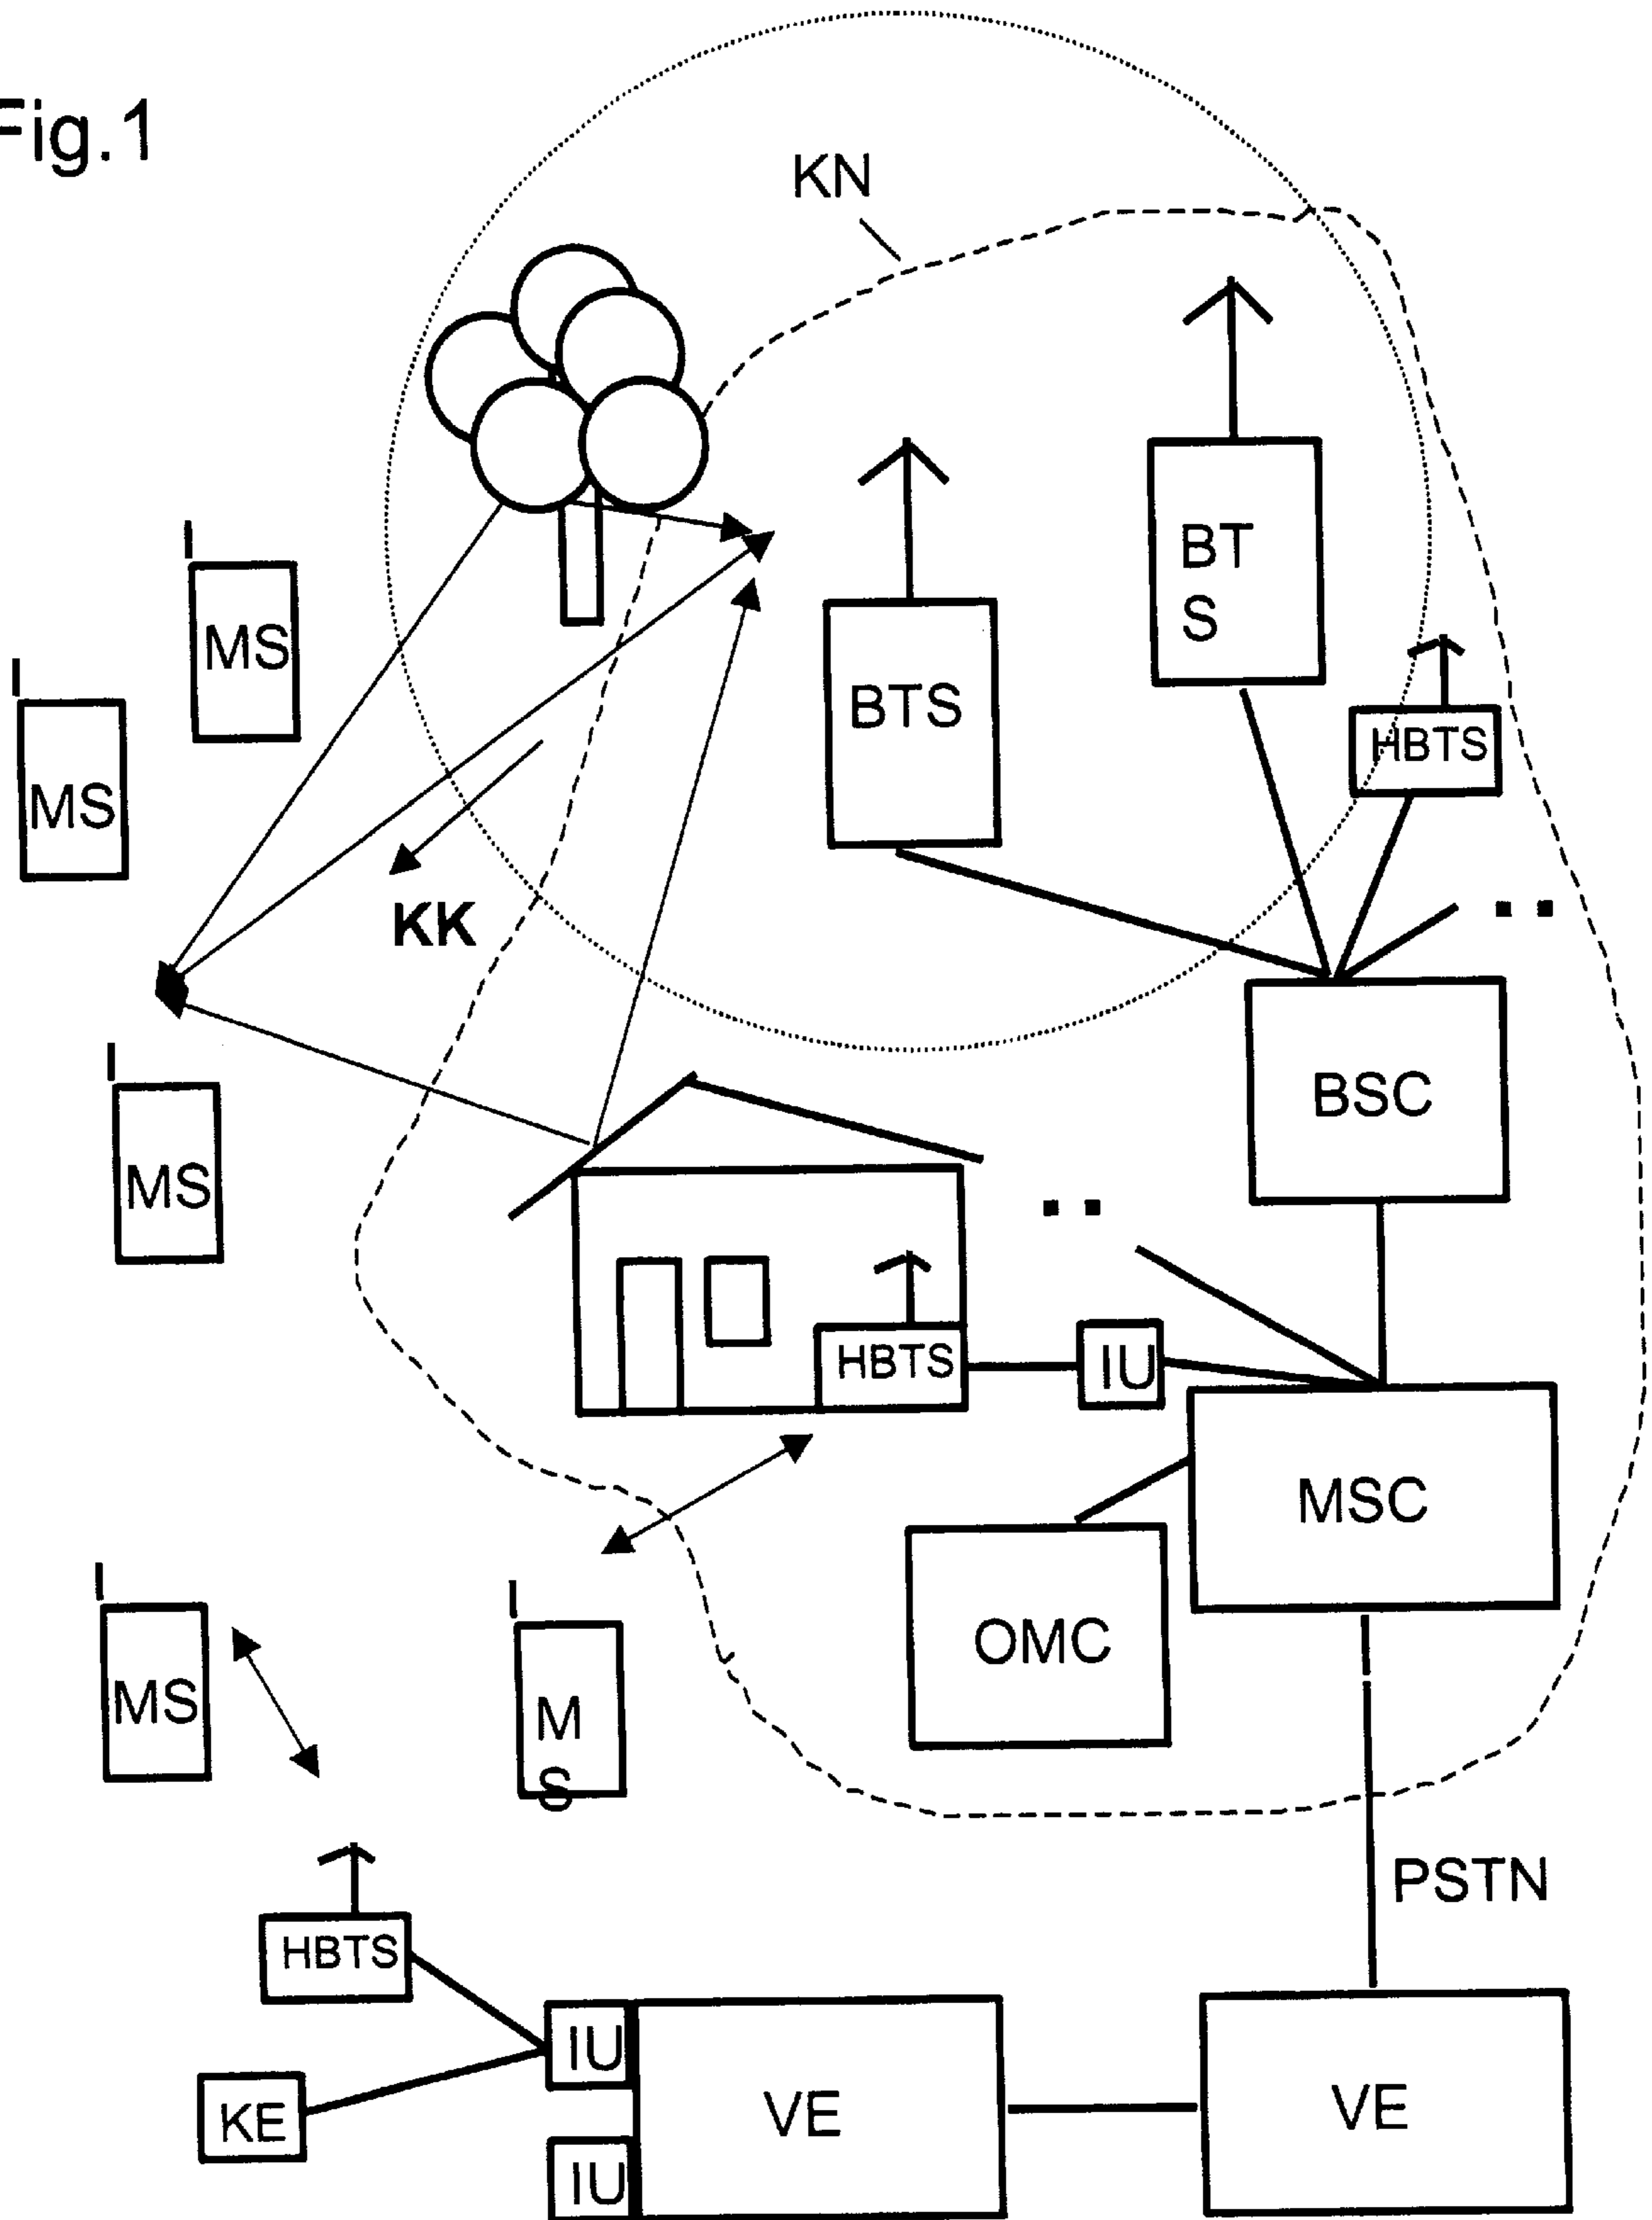 Fig.1
KN
BT
S
MS
BTS
HBTS
MS
KK
BSC
MS
HBTS
IU
MSC
OMC
MS
M
S
PSTN
HBTS
IU
VE
VE
KE
IU